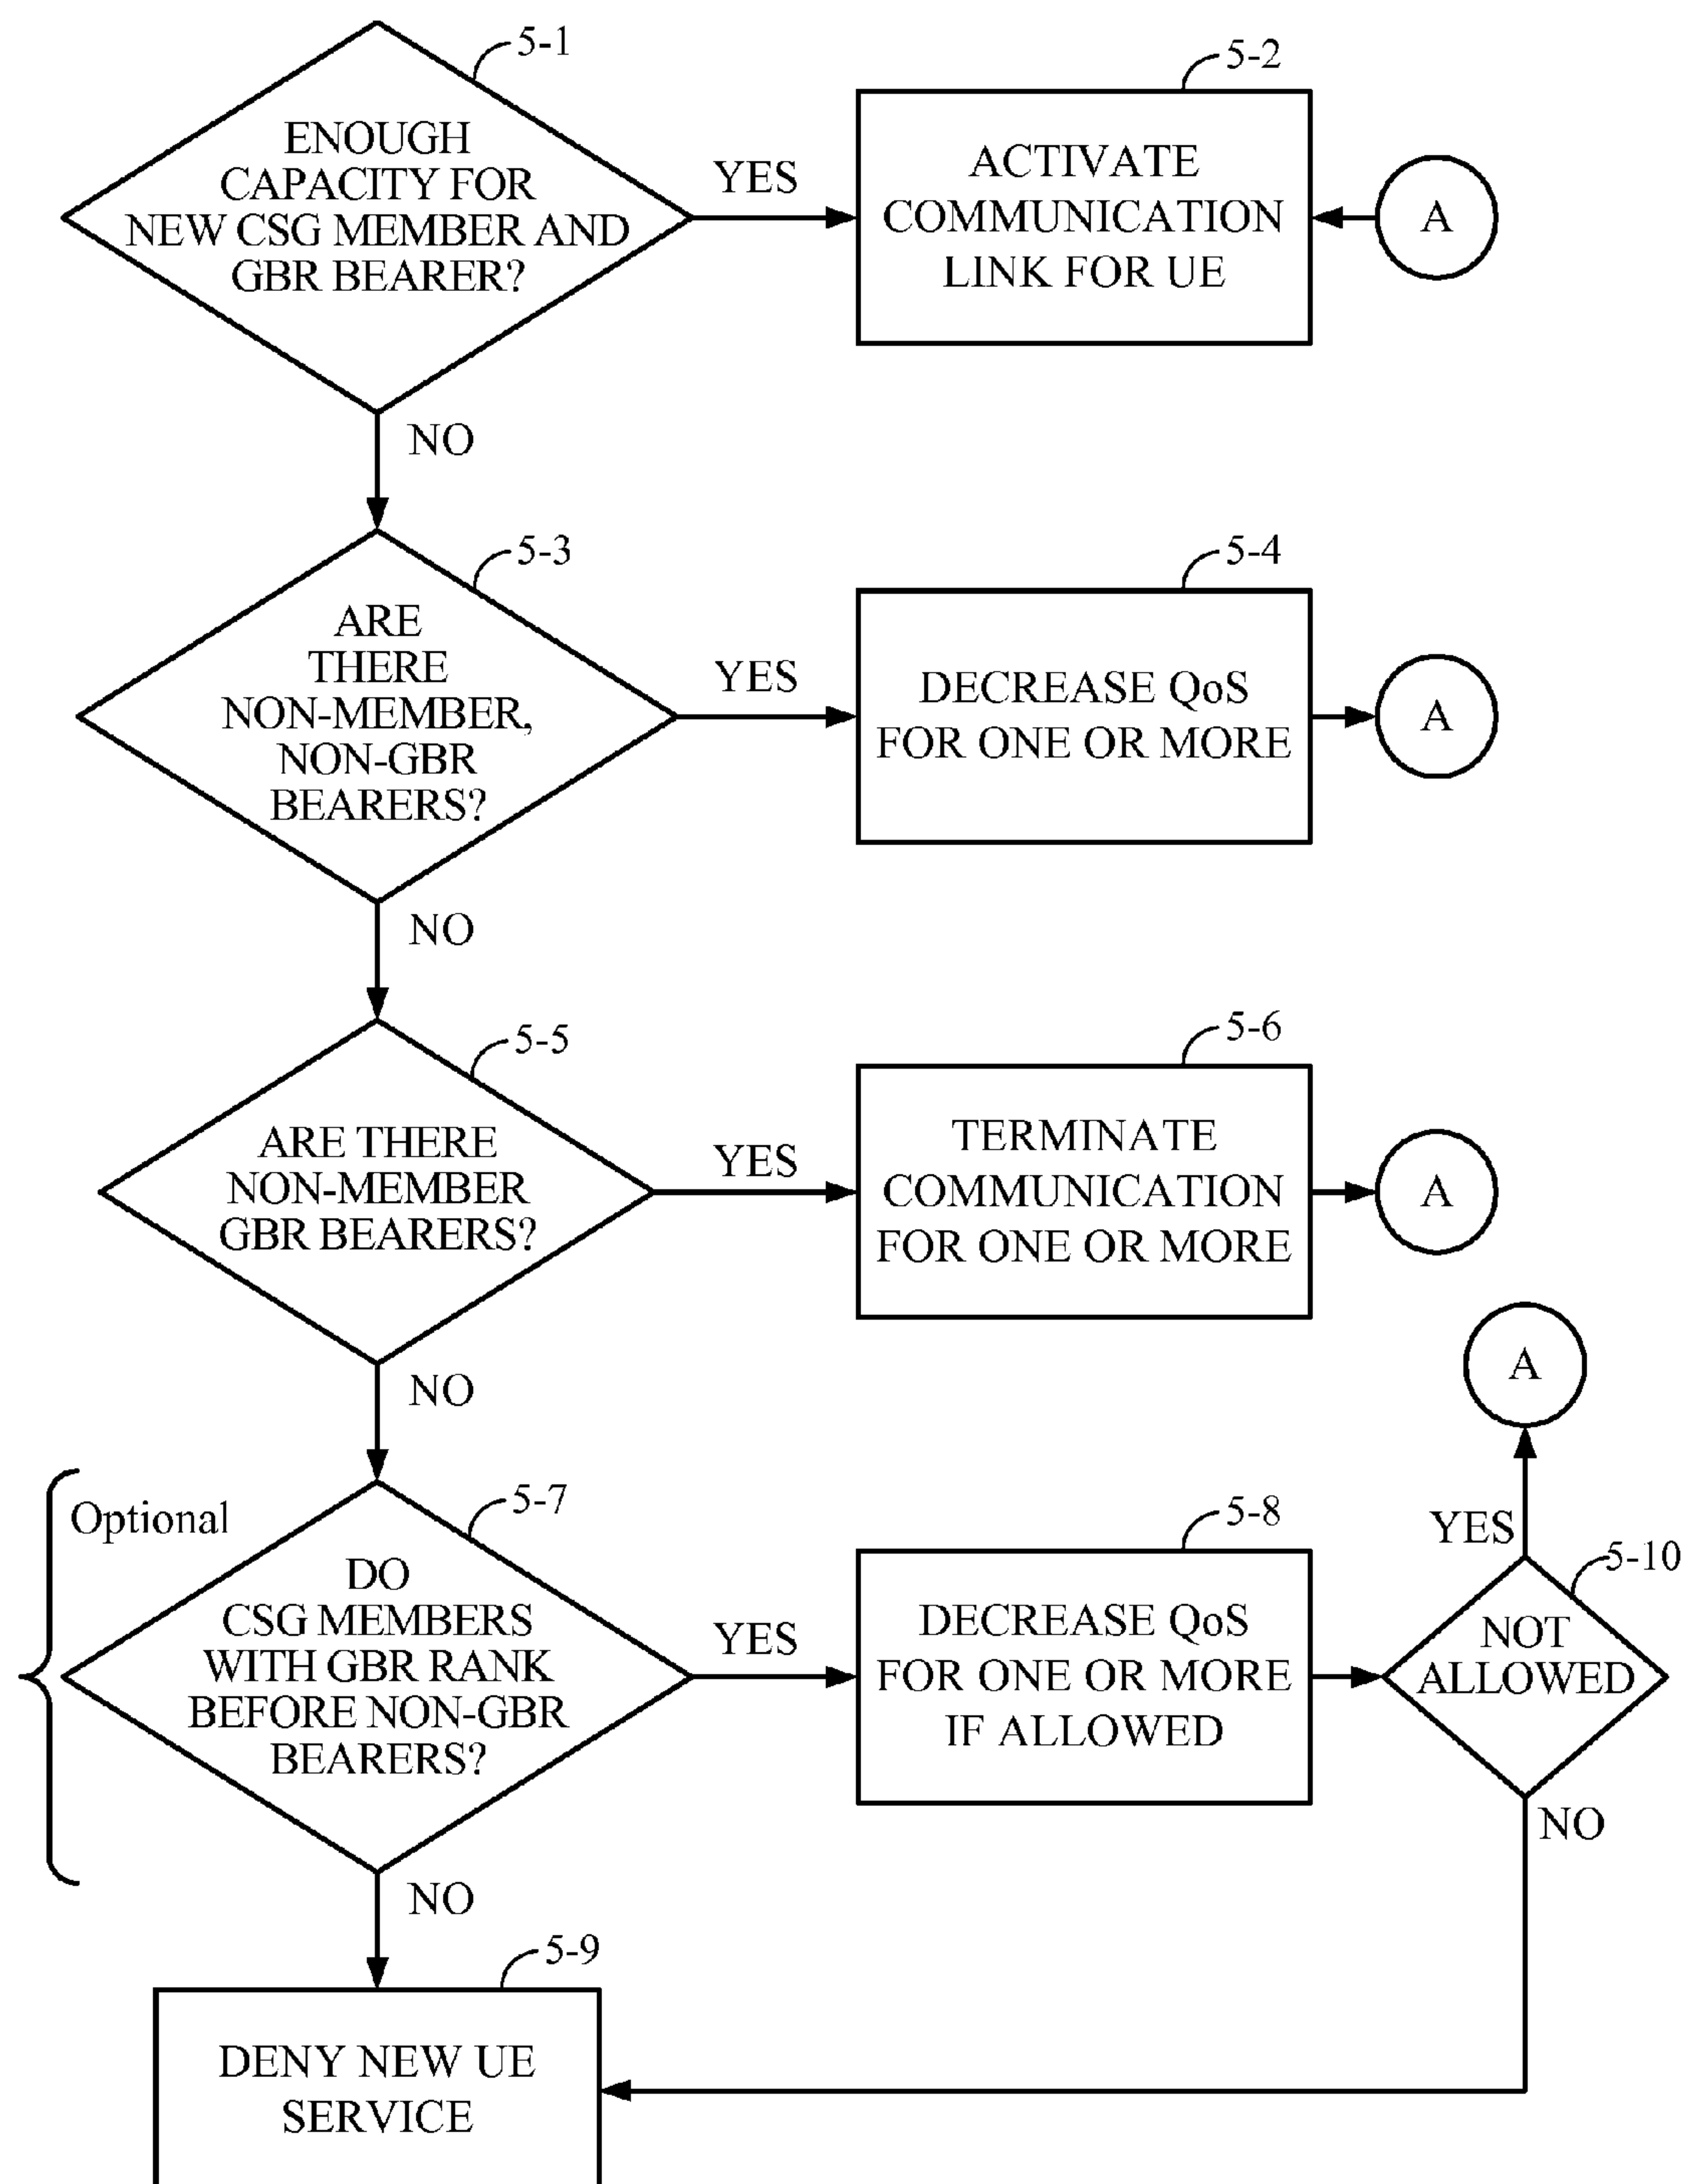 5-1
ENOUGH
CAPACITY FOR
NEW CSG MEMBER AND
GBR BEARER?
YES
5-2
ACTIVATE
COMMUNICATION
LINK FOR UE
A
NO
5-3
ARE
THERE
NON-MEMBER,
NON-GBR
BEARERS?
YES
5-4
DECREASE QoS
FOR ONE OR MORE
A
NO
5-5
ARE THERE
NON-MEMBER
GBR BEARERS?
YES
5-6
TERMINATE
COMMUNICATION
FOR ONE OR MORE
A
NO
Optional
5-7
DO
CSG MEMBERS
WITH GBR RANK
BEFORE NON-GBR
BEARERS?
YES
5-8
DECREASE QoS
FOR ONE OR MORE
IF ALLOWED
A
YES
5-10
NOT
ALLOWED
NO
NO
5-9
DENY NEW UE
SERVICE